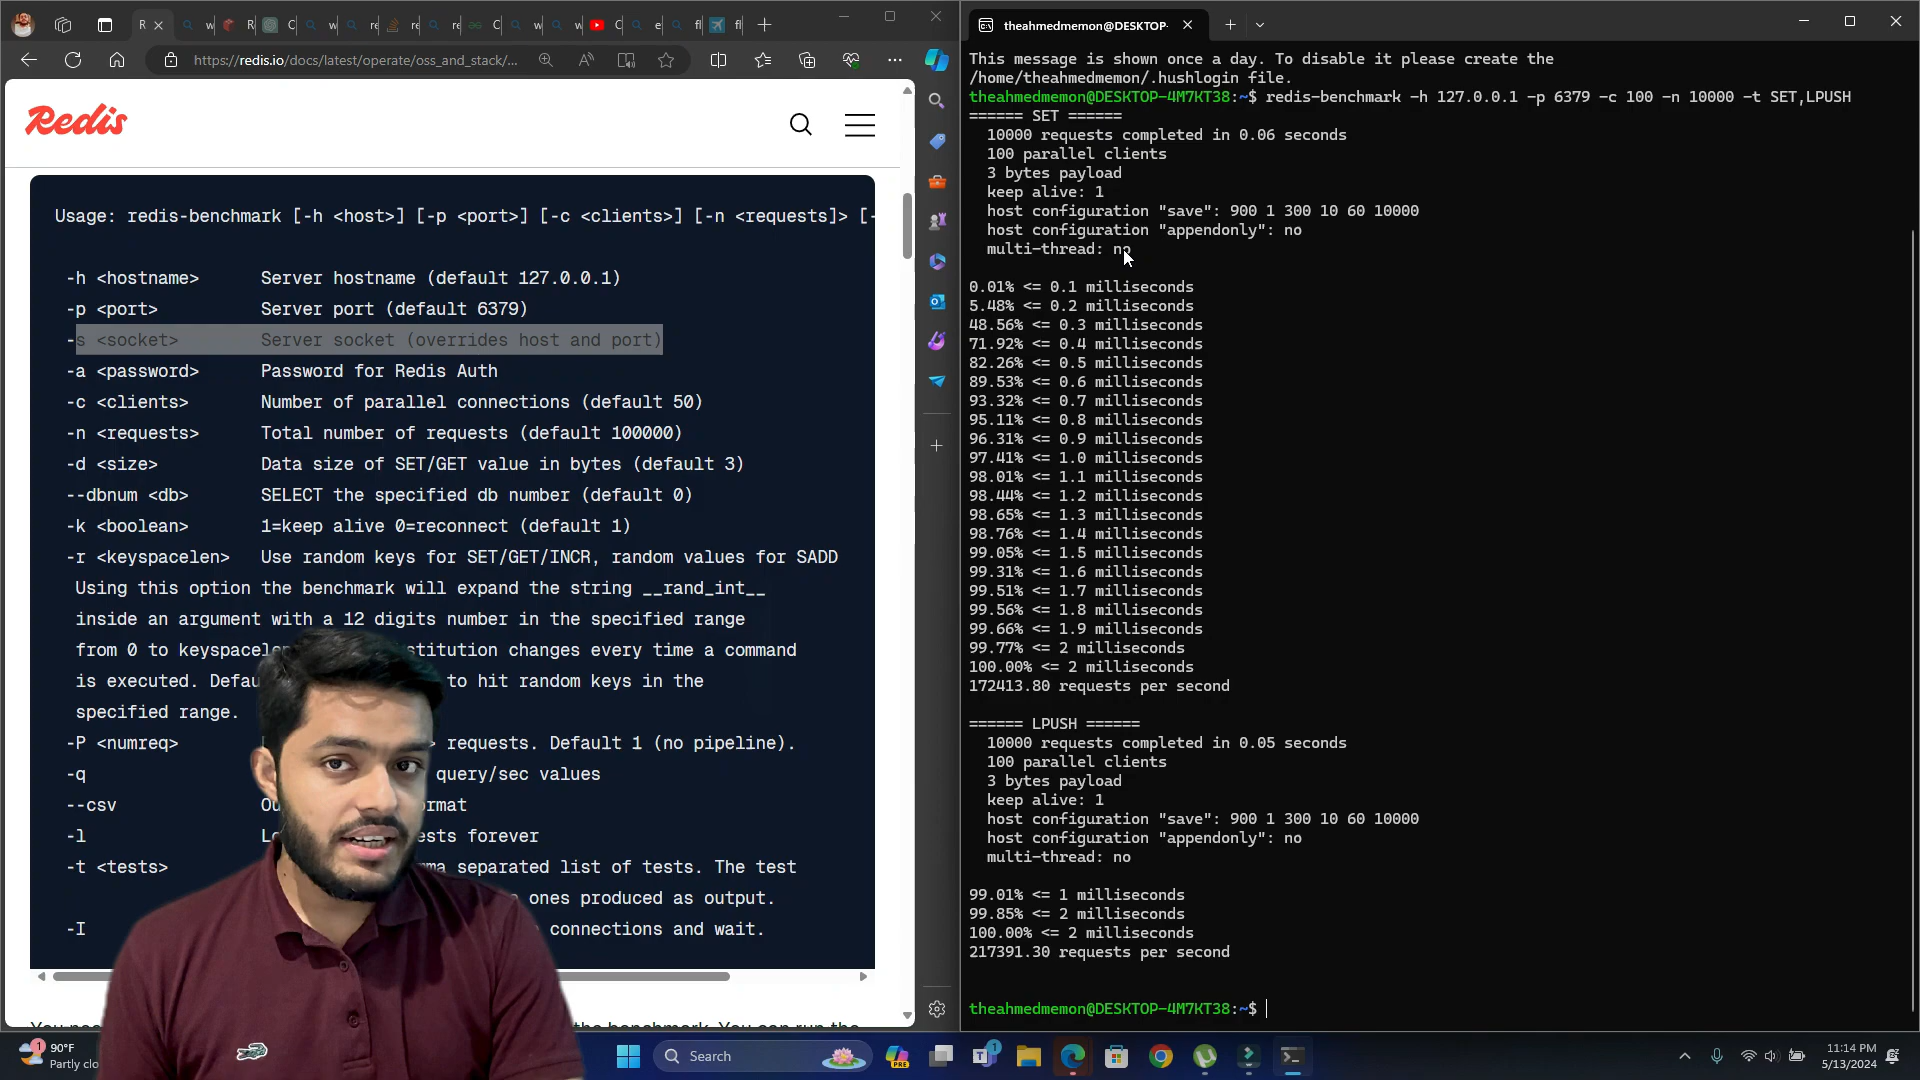 R
https://redis.io/docs/latest/operate/oss_and_stack/...
Redis
Usage: redis-benchmark [-h <host>] [-p <port>] [-c <clients>] [-n <requests]> [-
-h <hostname> Server hostname (default 127.0.0.1)
-p <port> Server port (default 6379)
-s <socket> Server socket (overrides host and port)
-a <password> Password for Redis Auth
-c <clients> Number of parallel connections (default 50)
-n <requests> Total number of requests (default 100000)
-d <size> Data size of SET/GET value in bytes (default 3)
--dbnum <db> SELECT the specified db number (default 0)
-k <boolean> 1=keep alive 0=reconnect (default 1)
-r <keyspacelen> Use random keys for SET/GET/INCR, random values for SADD
Using this option the benchmark will expand the string __rand_int__
inside an argument with a 12 digits number in the specified range
from 0 to keyspacele stitution changes every time a command
is executed. Defau to hit random keys in the
specified range.
-P <numreq> requests. Default 1 (no pipeline).
-q query/sec values
--csv Ou rmat
-l Lo sts forever
-t <tests> ma separated list of tests. The test
ones produced as output.
-I connections and wait.
the benchmark. You can run the
theahmedmemon@DESKTOP-
This message is shown once a day. To disable it please create the
/home/theahmedmemon/.hushlogin file.
theahmedmemon@DESKTOP-4M7KT38:~$ redis-benchmark -h 127.0.0.1 -p 6379 -c 100 -n 10000 -t SET,LPUSH
====== SET ======
10000 requests completed in 0.06 seconds
100 parallel clients
3 bytes payload
keep alive: 1
host configuration "save": 900 1 300 10 60 10000
host configuration "appendonly": no
multi-thread: no
0.01% <= 0.1 milliseconds
5.48% <= 0.2 milliseconds
48.56% <= 0.3 milliseconds
71.92% <= 0.4 milliseconds
82.26% <= 0.5 milliseconds
89.53% <= 0.6 milliseconds
93.32% <= 0.7 milliseconds
95.11% <= 0.8 milliseconds
96.31% <= 0.9 milliseconds
97.41% <= 1.0 milliseconds
98.01% <= 1.1 milliseconds
98.44% <= 1.2 milliseconds
98.65% <= 1.3 milliseconds
98.76% <= 1.4 milliseconds
99.05% <= 1.5 milliseconds
99.31% <= 1.6 milliseconds
99.51% <= 1.7 milliseconds
99.56% <= 1.8 milliseconds
99.66% <= 1.9 milliseconds
99.77% <= 2 milliseconds
100.00% <= 2 milliseconds
172413.80 requests per second
====== LPUSH ======
10000 requests completed in 0.05 seconds
100 parallel clients
3 bytes payload
keep alive: 1
host configuration "save": 900 1 300 10 60 10000
host configuration "appendonly": no
multi-thread: no
99.01% <= 1 milliseconds
99.85% <= 2 milliseconds
100.00% <= 2 milliseconds
217391.30 requests per second
theahmedmemon@DESKTOP-4M7KT38:~$
1
90°F
Partly clo
Search
PRE
1
11:14 PM
5/13/2024